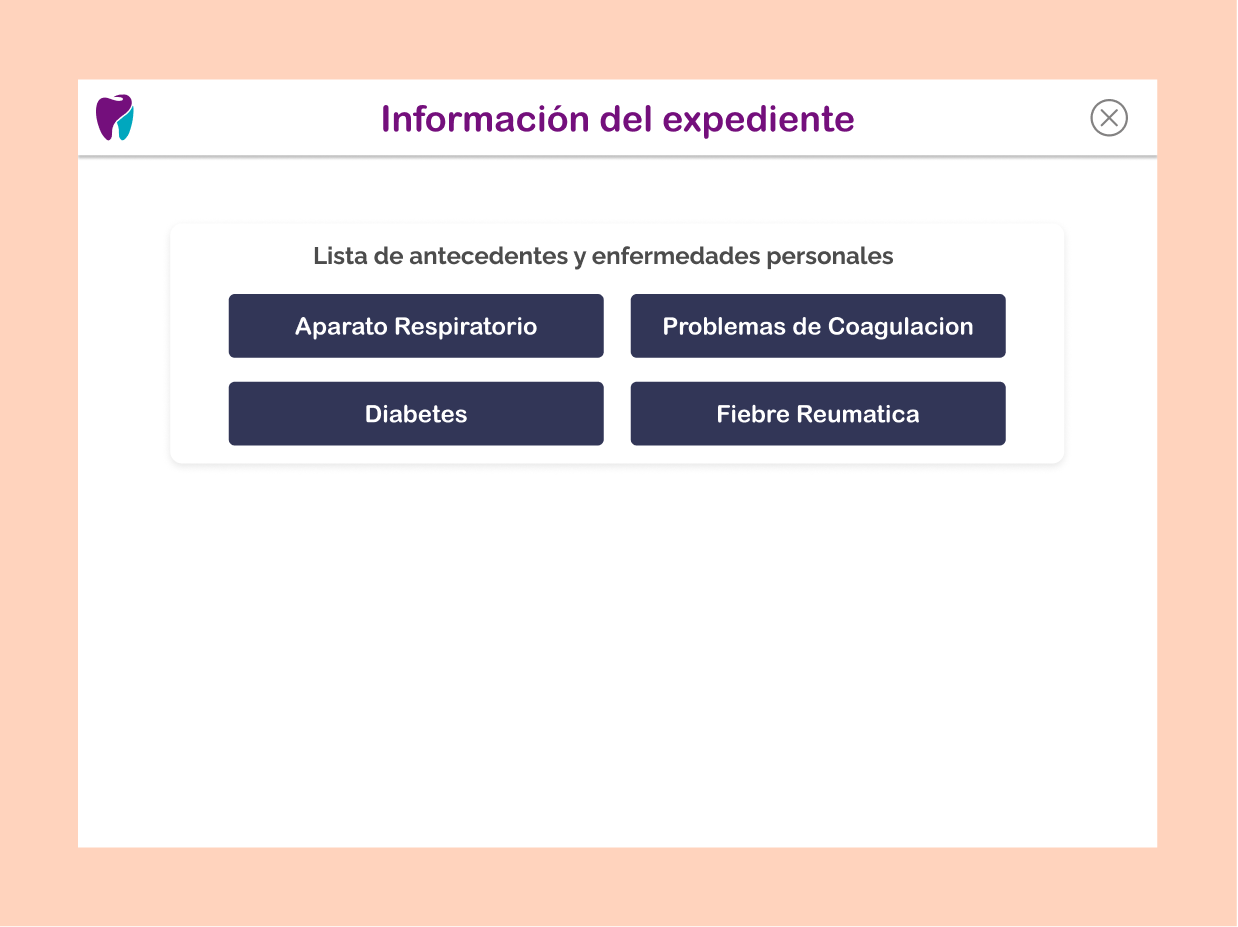 Información del expediente
Lista de antecedentes y enfermedades personales
Aparato Respiratorio
Problemas de Coagulacion
Diabetes
Fiebre Reumatica